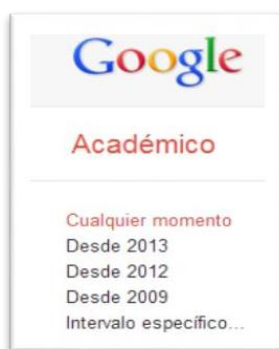 Google
Académico
Cualquier momento
Desde 2013
Desde 2012
Desde 2009
Intervalo específico...